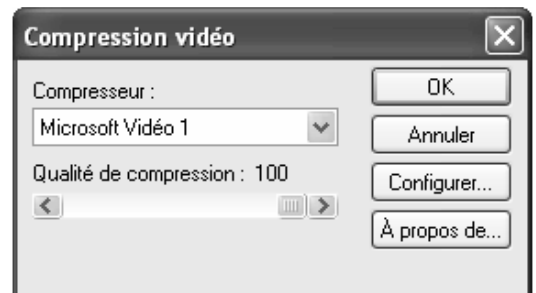 Compression vidéo
Compresseur :
Microsoft Vidéo 1
Qualité de compression : 100
OK
Annuler
Configurer...
À propos de...